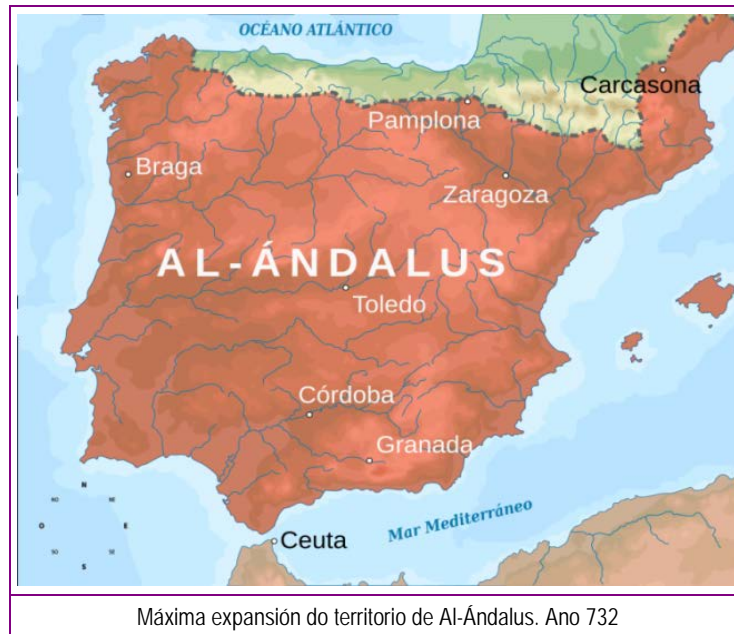 OCÉANO ATLÁNTICO
Carcasona
Pamplona
Braga
Zaragoza
AL-ÁNDALUS
Toledo
Córdoba
Granada
N
O
E
S
Mar Mediterráneo
Ceuta
Máxima expansión do territorio de Al-Ándalus. Ano 732